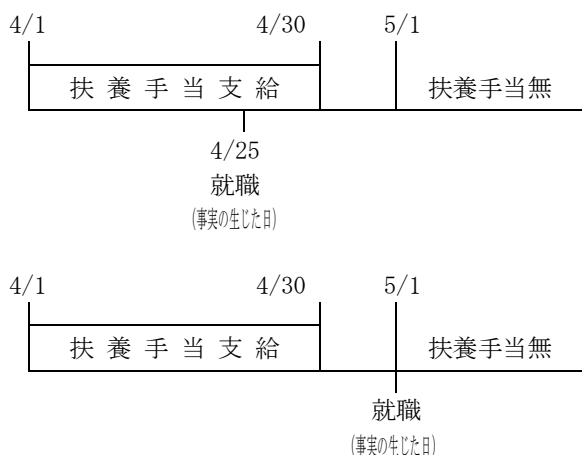 4/1 4/30 5/1
扶養手当支給 扶養手当無
4/25
就職
(事実の生じた日)
4/1 4/30 5/1
扶養手当支給 扶養手当無
就職
(事実の生じた日)